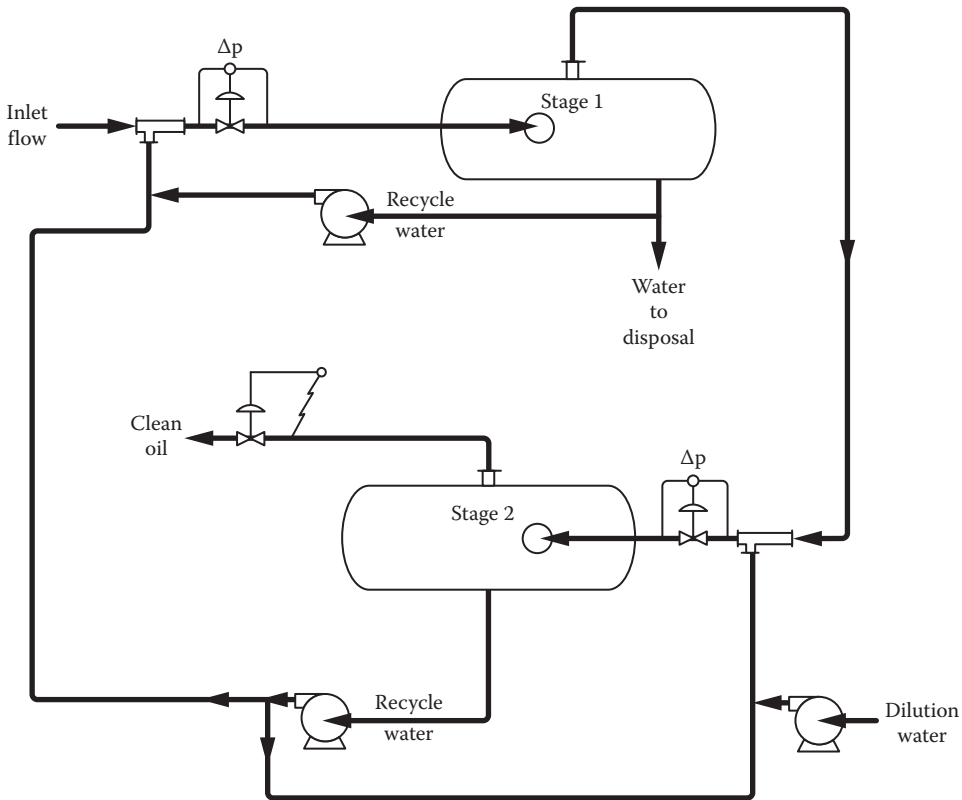 Δp
Stage 1
Inlet
flow
Recycle
water
Water
to
disposal
Clean
oil
Δp
Stage 2
Recycle
water
Dilution
water